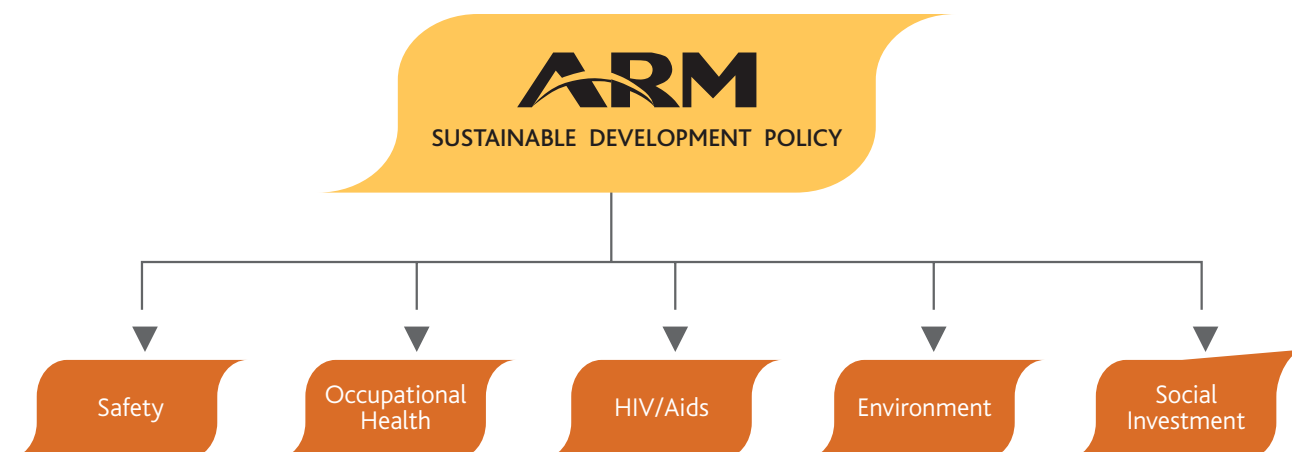 ARM
SUSTAINABLE DEVELOPMENT POLICY
Safety
Occupational
Health
HIV/Aids
Environment
Social
Investment